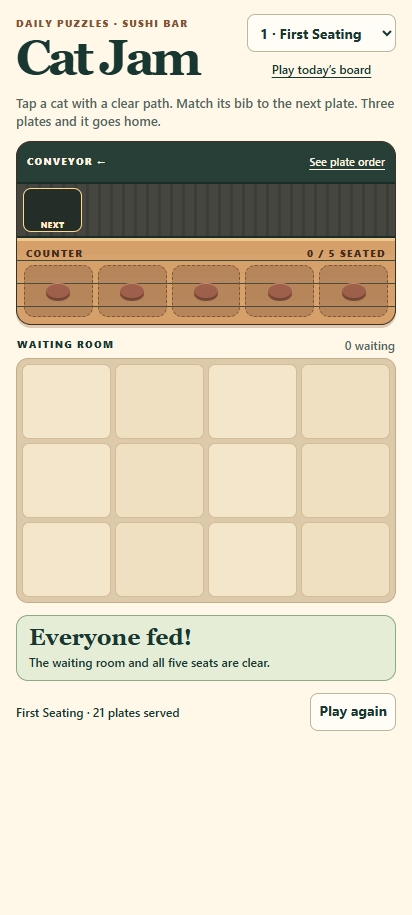 DAILY PUZZLES · SUSHI BAR
Cat Jam
1 · First Seating
Play today's board
Tap a cat with a clear path. Match its bib to the next plate. Three
plates and it goes home.
CONVEYOR ←
See plate order
NEXT
COUNTER
0 / 5 SEATED
WAITING ROOM
0 waiting
Everyone fed!
The waiting room and all five seats are clear.
First Seating · 21 plates served
Play again